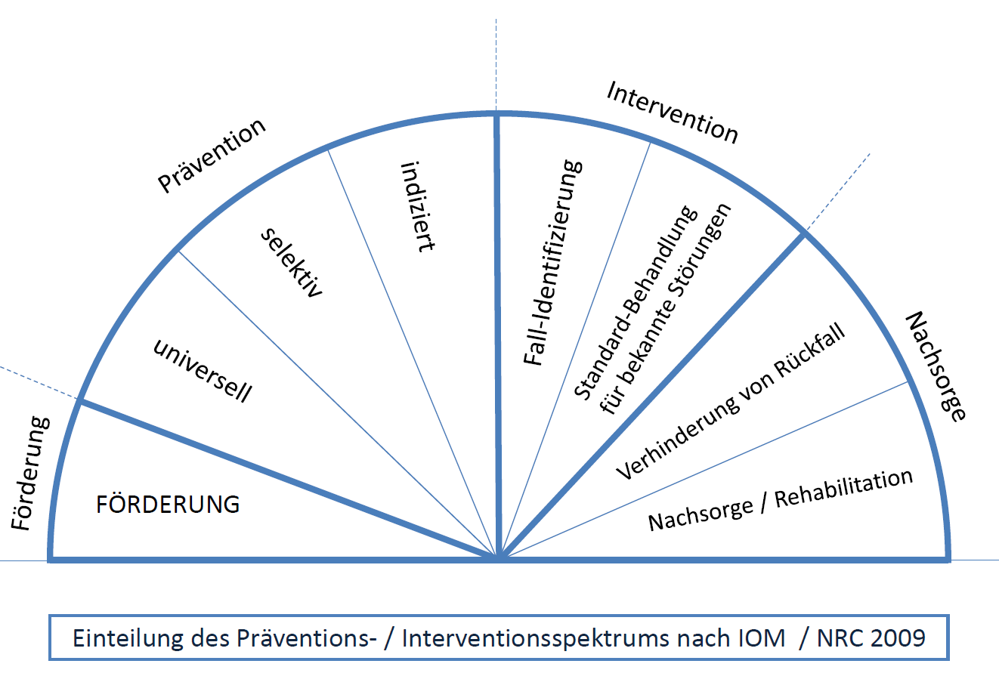 Förderung
FÖRDERUNG
Prävention
universell
selektiv
indiziert
Intervention
Fall-Identifizierung
Standard-Behandlung
für bekannte Störungen
Nachsorge
Verhinderung von Rückfall
Nachsorge / Rehabilitation
Einteilung des Präventions- / Interventionsspektrums nach IOM / NRC 2009